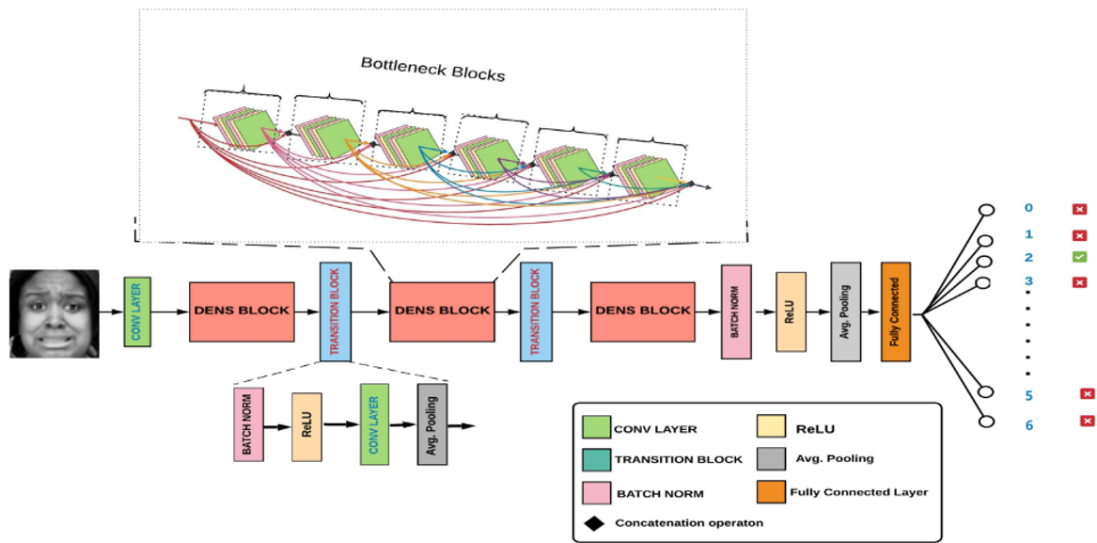 Bottleneck Blocks
CONV LAYER
DENS BLOCK
TRANSITION BLOCK
DENS BLOCK
TRANSITION BLOCK
DENS BLOCK
BATCH NORM
ReLU
Avg. Pooling
Fully Connected
0
1
2
3
5
6
BATCH NORM
ReLU
CONV LAYER
Avg. Pooling
CONV LAYER
ReLU
TRANSITION BLOCK
Avg. Pooling
BATCH NORM
Fully Connected Layer
Concatenation operaton